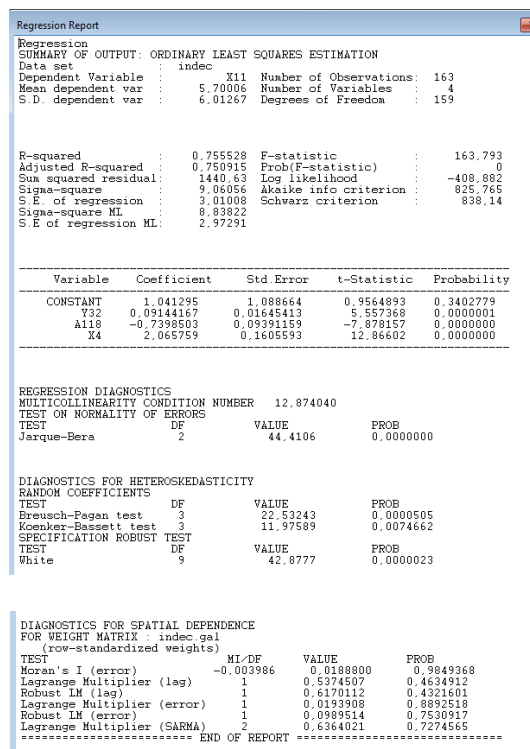 Regression Report
Regression
SUMMARY OF OUTPUT: ORDINARY LEAST SQUARES ESTIMATION
Data set : indec
Dependent Variable : X11 Number of Observations: 163
Mean dependent var : 5,70006 Number of Variables : 4
S.D. dependent var : 6,01267 Degrees of Freedom : 159
R-squared : 0,755528 F-statistic : 163,793
Adjusted R-squared : 0,750915 Prob(F-statistic) : 0
Sum squared residual: 1440,63 Log likelihood : -408,882
Sigma-square : 9,06056 Akaike info criterion : 825,765
S.E. of regression : 3,01008 Schwarz criterion : 838,14
Sigma-square ML : 8,83822
S.E of regression ML: 2,97291
-----------------------------------------------------------------------
Variable Coefficient Std.Error t-Statistic Probability
-----------------------------------------------------------------------
CONSTANT 1,041295 1,088664 0,9564893 0,3402779
Y32 0,09144167 0,01645413 5,557368 0,0000001
A118 -0,7398503 0,09391159 -7,878157 0,0000000
X4 2,065759 0,1605593 12,86602 0,0000000
-----------------------------------------------------------------------
REGRESSION DIAGNOSTICS
MULTICOLLINEARITY CONDITION NUMBER 12,874040
TEST ON NORMALITY OF ERRORS
TEST DF VALUE PROB
Jarque-Bera 2 44,4106 0,0000000
DIAGNOSTICS FOR HETEROSKEDASTICITY
RANDOM COEFFICIENTS
TEST DF VALUE PROB
Breusch-Pagan test 3 22,53243 0,0000505
Koenker-Bassett test 3 11,97589 0,0074662
SPECIFICATION ROBUST TEST
TEST DF VALUE PROB
White 9 42,8777 0,0000023
DIAGNOSTICS FOR SPATIAL DEPENDENCE
FOR WEIGHT MATRIX : indec.gal
(row-standardized weights)
TEST MI/DF VALUE PROB
Moran's I (error) -0,003986 0,0188800 0,9849368
Lagrange Multiplier (lag) 1 0,5374507 0,4634912
Robust LM (lag) 1 0,6170112 0,4321601
Lagrange Multiplier (error) 1 0,0193908 0,8892518
Robust LM (error) 1 0,0989514 0,7530917
Lagrange Multiplier (SARMA) 2 0,6364021 0,7274565
========================= END OF REPORT ==============================